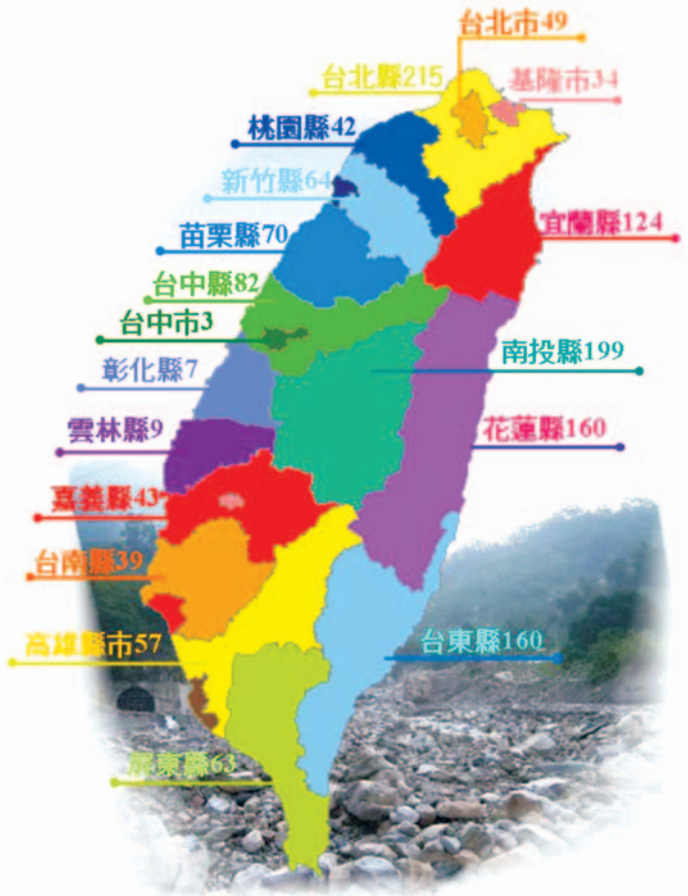 台北市49
台北縣215
基隆市34
桃園縣42
新竹縣64
苗栗縣70
宜蘭縣124
台中縣82
台中市3
南投縣199
彰化縣7
雲林縣9
花蓮縣160
嘉義縣43
台南縣39
高雄縣市57
台東縣160
屏東縣63